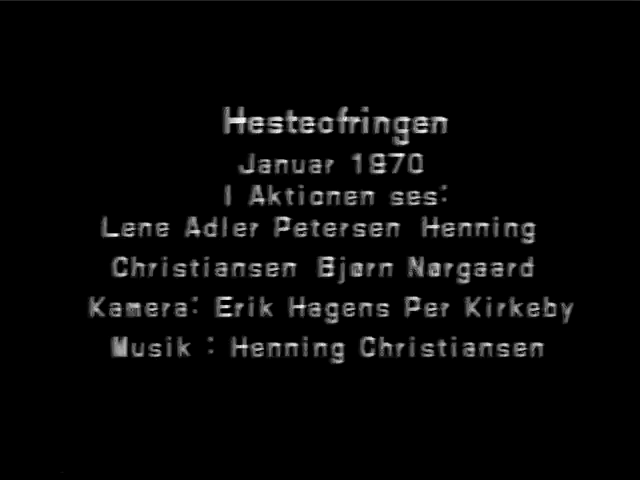 Hesteofringen
Januar 1970
I Aktionen ses:
Lene Adler Petersen Henning
Christiansen Bjørn Nørgaard
Kamera: Erik Hagens Per Kirkeby
Musik : Henning Christiansen